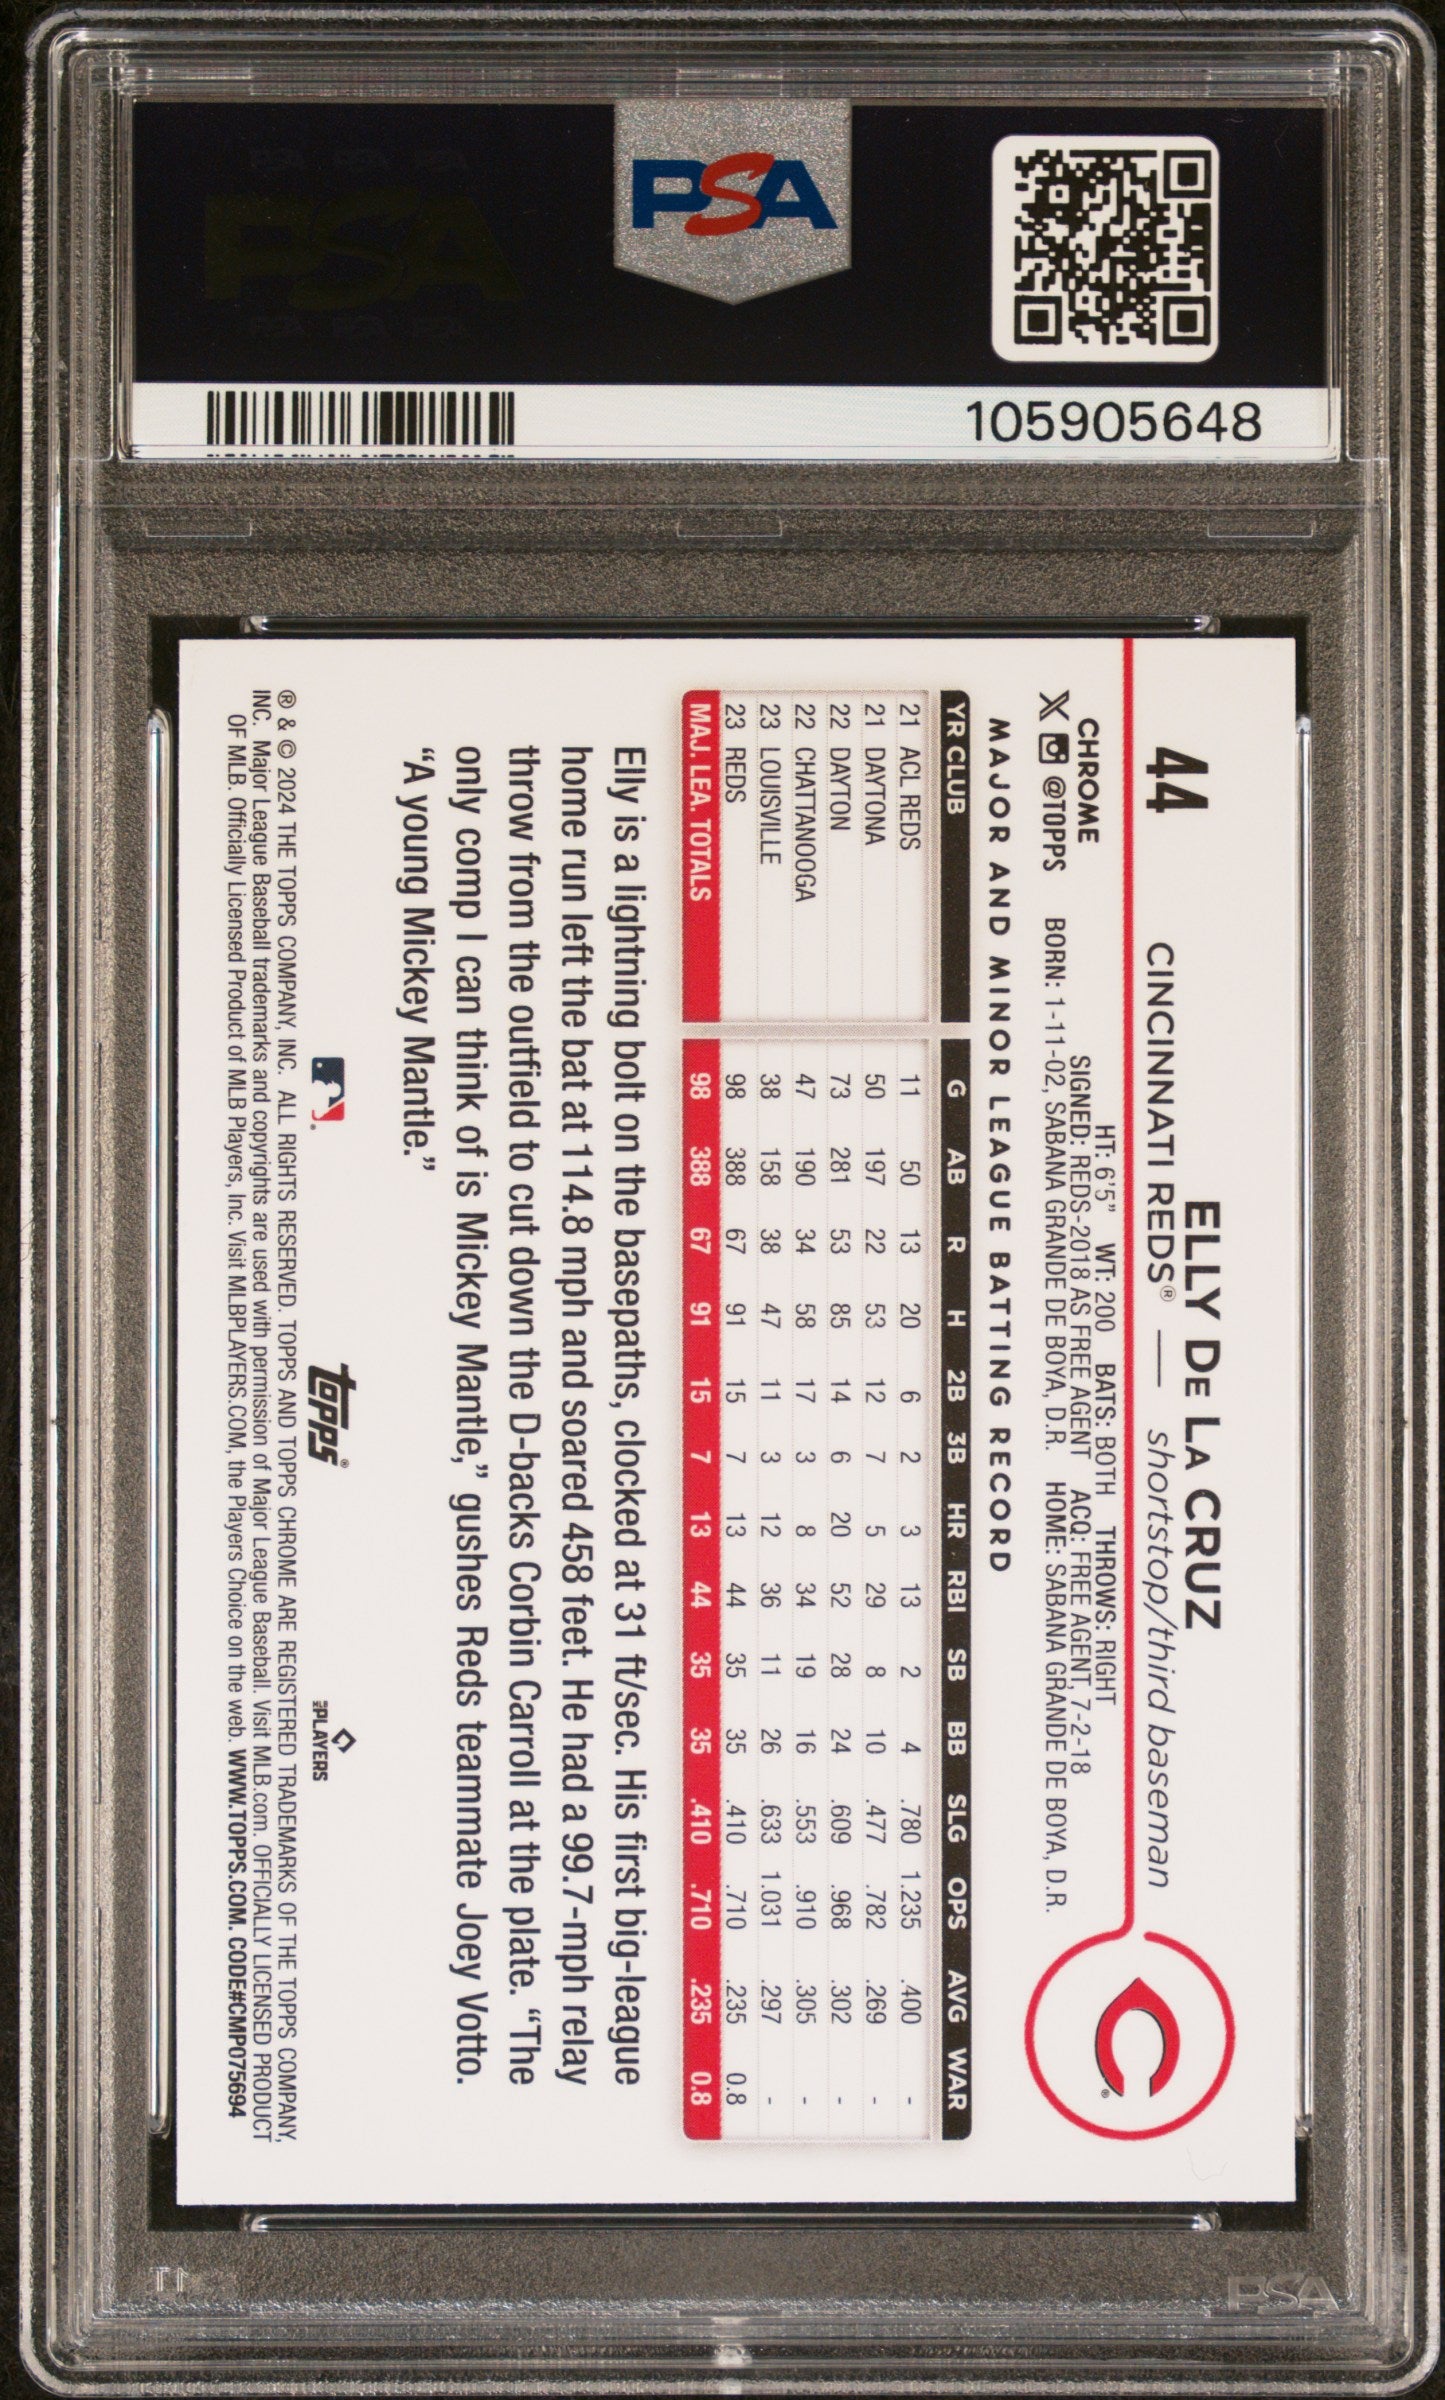 PSA
105905648
44
ELLY DE LA CRUZ
CINCINNATI REDS® — shortstop/third baseman
HT: 6'5" WT: 200 BATS: BOTH THROWS: RIGHT
CHROME SIGNED: REDS-2018 AS FREE AGENT ACQ: FREE AGENT, 7-2-18
@TOPPS BORN: 1-11-02, SABANA GRANDE DE BOYA, D.R. HOME: SABANA GRANDE DE BOYA, D.R.
MAJOR AND MINOR LEAGUE BATTING RECORD
YR CLUB G AB R H 2B 3B HR RBI SB BB SLG OPS AVG WAR
21 ACL REDS 11 50 13 20 6 2 3 13 2 4 .780 1.235 .400 -
21 DAYTONA 50 197 22 53 12 7 5 29 8 10 .477 .782 .269 -
22 DAYTON 73 281 53 85 14 6 20 52 28 24 .609 .968 .302 -
22 CHATTANOOGA 47 190 34 58 17 3 8 34 19 16 .553 .910 .305 -
23 LOUISVILLE 38 158 38 47 11 3 12 36 11 26 .633 1.031 .297 -
23 REDS 98 388 67 91 15 7 13 44 35 35 .410 .710 .235 0.8
MAJ. LEA. TOTALS 98 388 67 91 15 7 13 44 35 35 .410 .710 .235 0.8
Elly is a lightning bolt on the basepaths, clocked at 31 ft/sec. His first big-league
home run left the bat at 114.8 mph and soared 458 feet. He had a 99.7-mph relay
throw from the outfield to cut down the D-backs Corbin Carroll at the plate. “The
only comp I can think of is Mickey Mantle,” gushes Reds teammate Joey Votto.
“A young Mickey Mantle.”
topps®
MLB PLAYERS
® & © 2024 THE TOPPS COMPANY, INC. ALL RIGHTS RESERVED. TOPPS AND TOPPS CHROME ARE REGISTERED TRADEMARKS OF THE TOPPS COMPANY,
INC. Major League Baseball trademarks and copyrights are used with permission of Major League Baseball. Visit MLB.com. OFFICIALLY LICENSED PRODUCT
OF MLB. Officially Licensed Product of MLB Players, Inc. Visit MLBPLAYERS.COM, the Players Choice on the web. WWW.TOPPS.COM. CODE#CMP075694
PSA